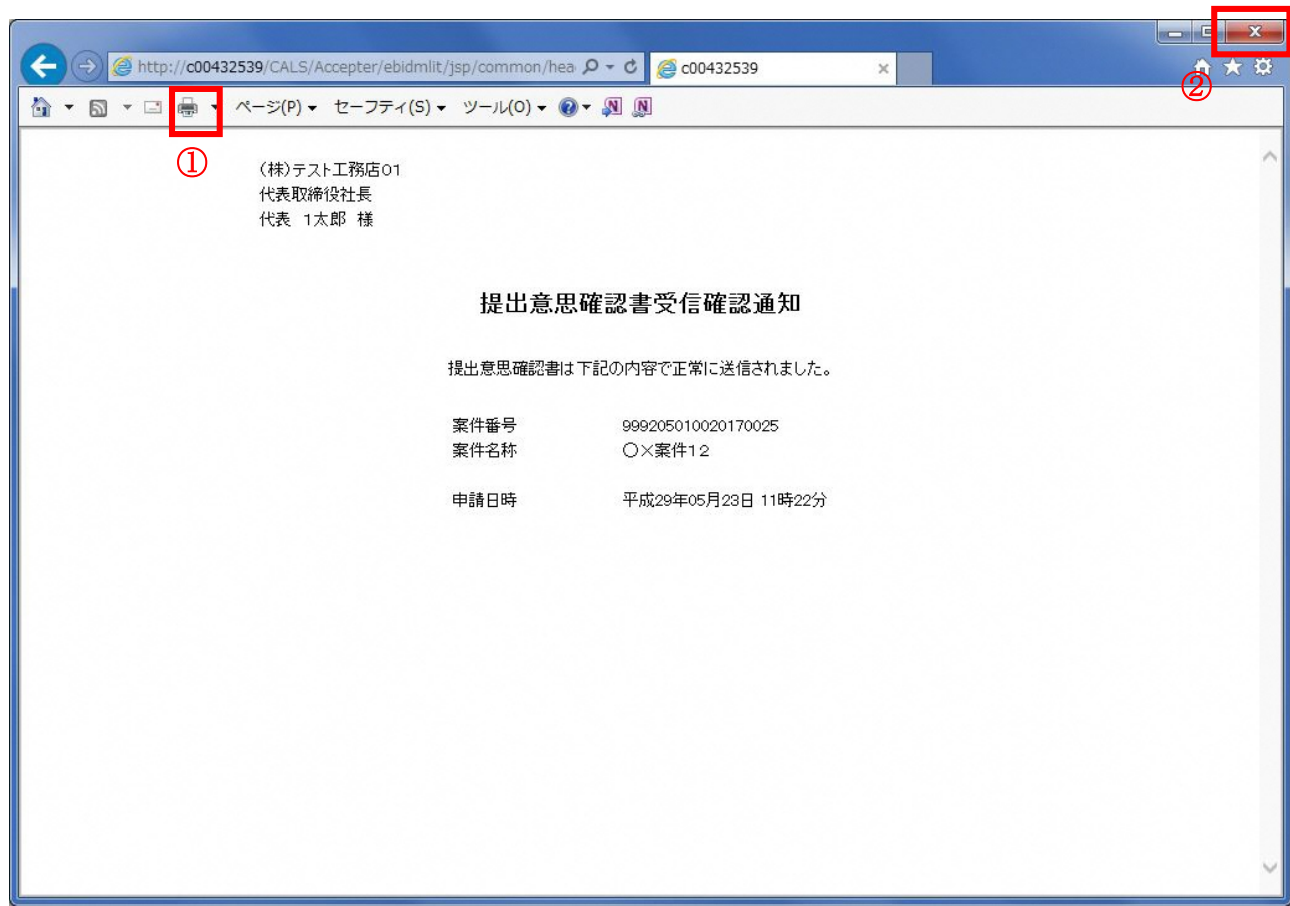 http://c00432539/CALS/Accepter/ebidmlit/jsp/common/hea
c00432539
②
ページ(P) セーフティ(S) ツール(O)
①
(株)テスト工務店01
代表取締役社長
代表 1太郎 様
提出意思確認書受信確認通知
提出意思確認書は下記の内容で正常に送信されました。
案件番号 999205010020170025
案件名称 〇×案件12
申請日時 平成29年05月23日 11時22分